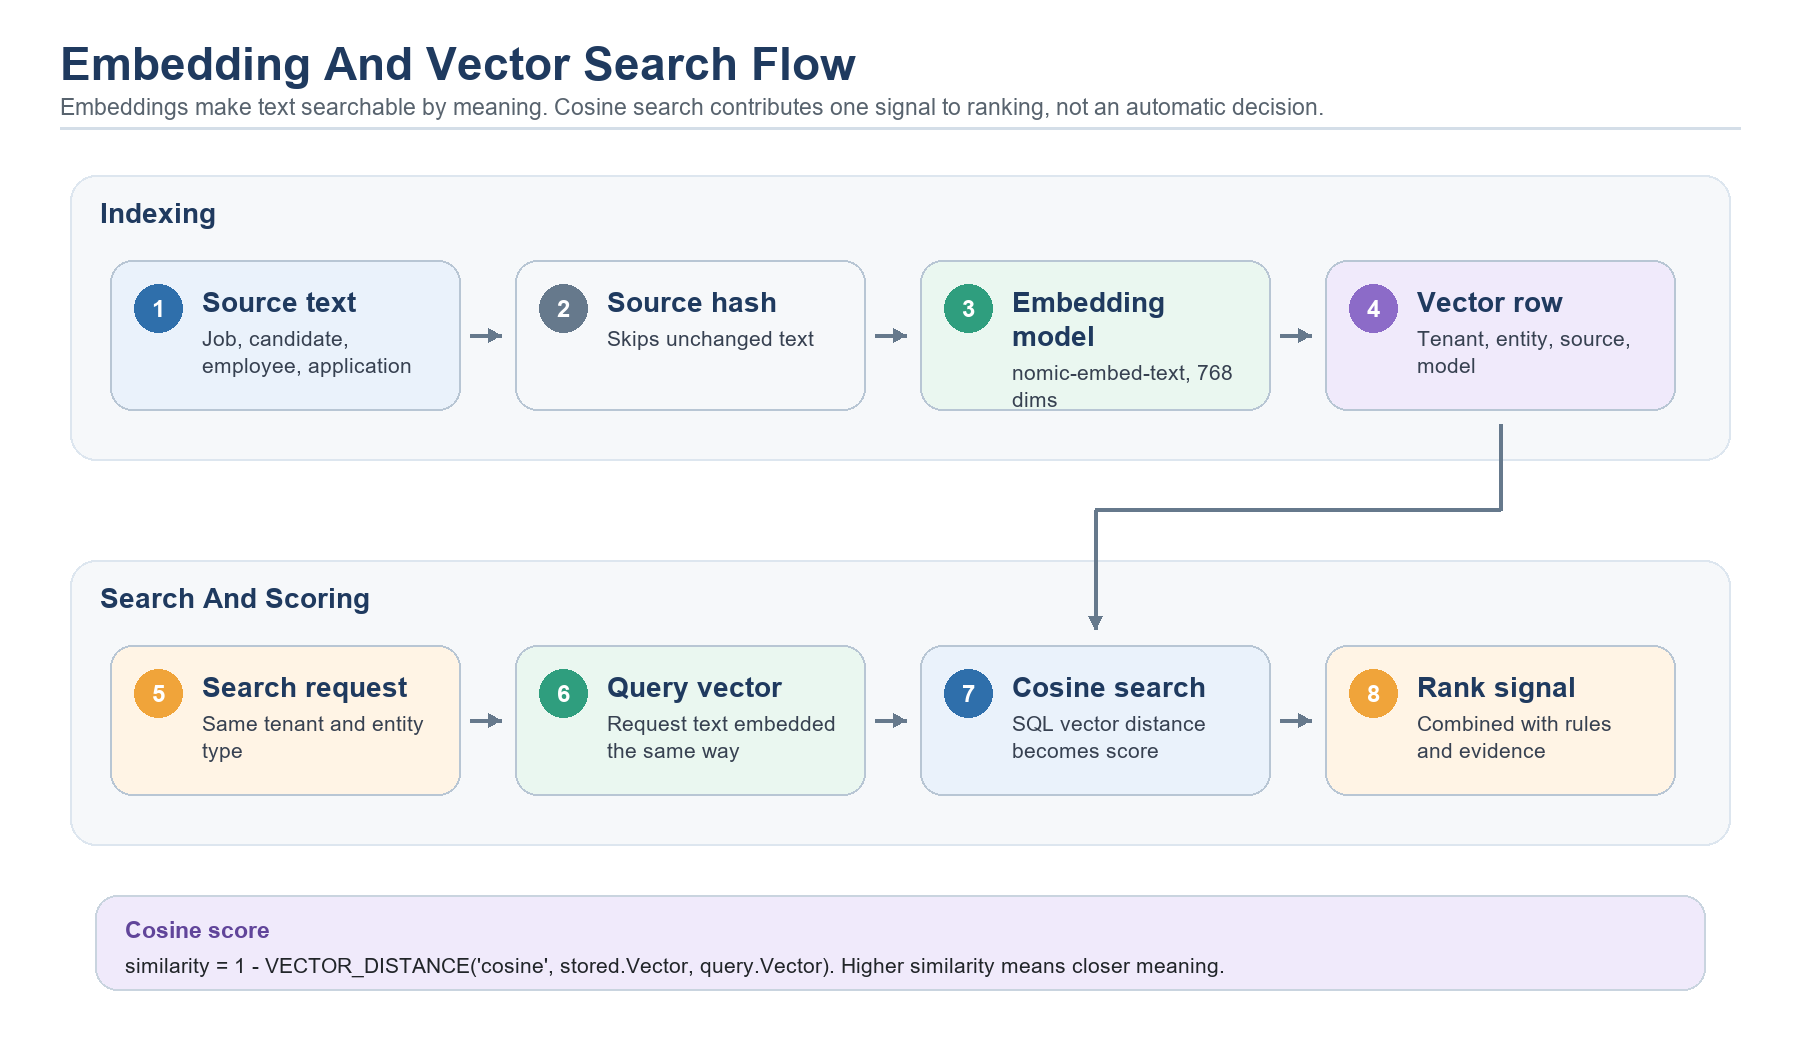 Embedding And Vector Search Flow
Embeddings make text searchable by meaning. Cosine search contributes one signal to ranking, not an automatic decision.
Indexing
1
Source text
Job, candidate,
employee, application
2
Source hash
Skips unchanged text
3
Embedding
model
nomic-embed-text, 768
dims
4
Vector row
Tenant, entity, source,
model
Search And Scoring
5
Search request
Same tenant and entity
type
6
Query vector
Request text embedded
the same way
7
Cosine search
SQL vector distance
becomes score
8
Rank signal
Combined with rules
and evidence
Cosine score
similarity = 1 - VECTOR_DISTANCE('cosine', stored.Vector, query.Vector). Higher similarity means closer meaning.